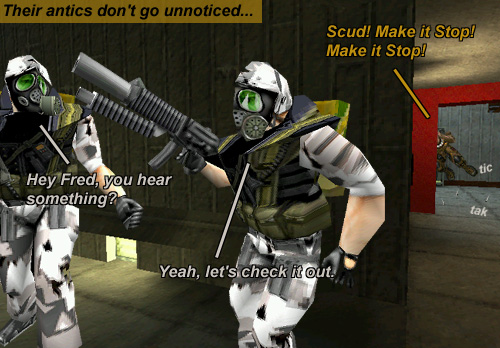 Their antics don't go unnoticed...
Scud! Make it Stop!
Make it Stop!
tic
tak
Hey Fred, you hear
something?
Yeah, let's check it out.